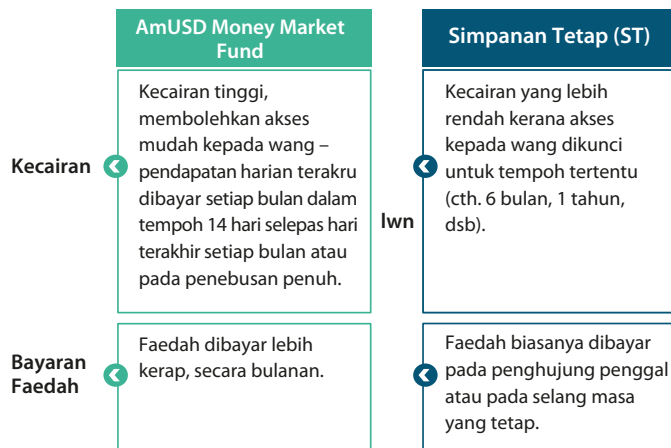 AmUSD Money Market
Fund
Simpanan Tetap (ST)
Kecairan
Kecairan tinggi,
membolehkan akses
mudah kepada wang –
pendapatan harian terakru
dibayar setiap bulan dalam
tempoh 14 hari selepas hari
terakhir setiap bulan atau
pada penebusan penuh.
lwn
Kecairan yang lebih
rendah kerana akses
kepada wang dikunci
untuk tempoh tertentu
(cth. 6 bulan, 1 tahun,
dsb).
Bayaran
Faedah
Faedah dibayar lebih
kerap, secara bulanan.
Faedah biasanya dibayar
pada penghujung penggal
atau pada selang masa
yang tetap.